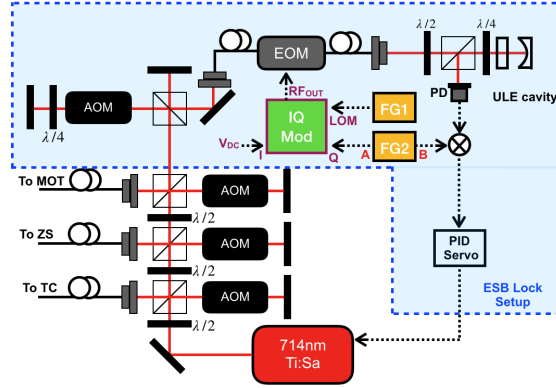 λ/2
λ/4
EOM
PD
ULE cavity
RF_OUT
AOM
λ/4
IQ
Mod
LOM
FG1
V_DC
I
Q
A
FG2
B
To MOT
AOM
λ/2
To ZS
AOM
λ/2
To TC
AOM
λ/2
PID
Servo
ESB Lock
Setup
714nm
Ti:Sa